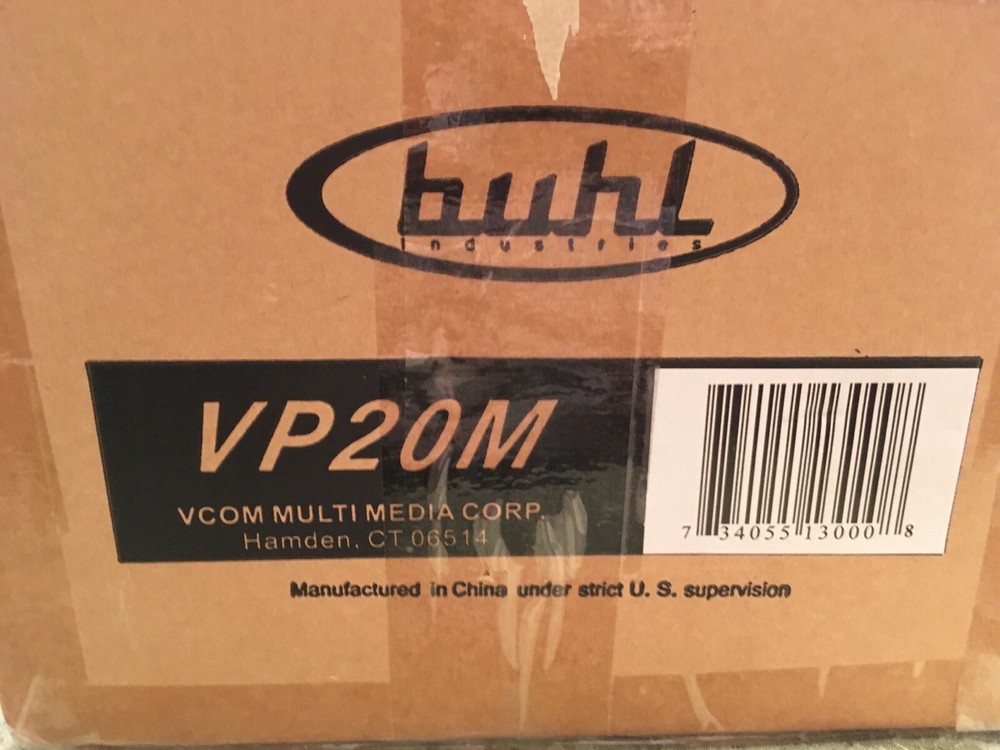 buhl
industries
VP20M
VCOM MULTI MEDIA CORP.
Hamden, CT 06514
7 34055 13000 8
Manufactured in China under strict U. S. supervision